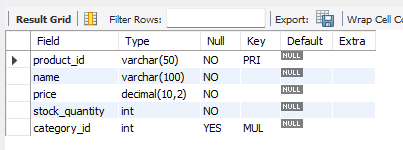 Result Grid Filter Rows: Export: Wrap Cell Co
Field Type Null Key Default Extra
product_id varchar(50) NO PRI NULL
name varchar(100) NO NULL
price decimal(10,2) NO NULL
stock_quantity int NO NULL
category_id int YES MUL NULL